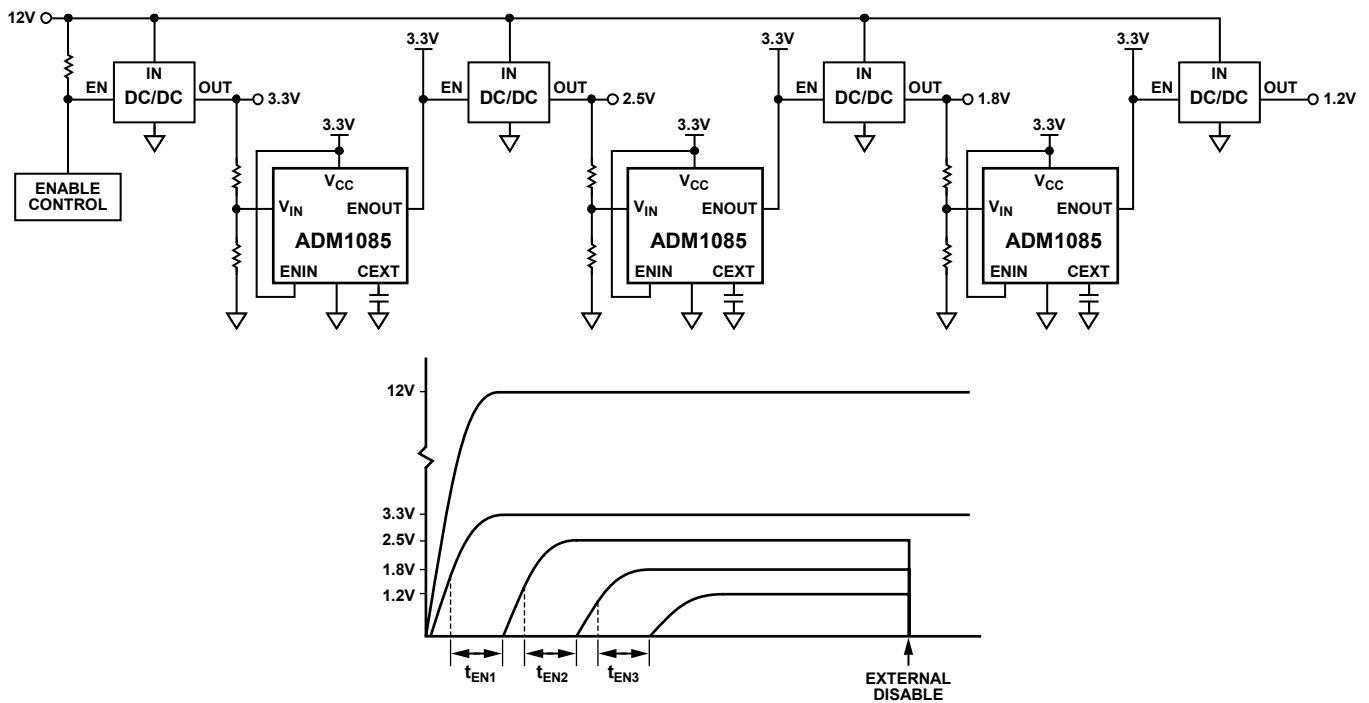 12V
3.3V
3.3V
3.3V
IN
IN
IN
IN
EN
DC/DC
OUT
3.3V
EN
DC/DC
OUT
2.5V
EN
DC/DC
OUT
1.8V
EN
DC/DC
OUT
1.2V
3.3V
3.3V
3.3V
ENABLE
CONTROL
VCC
VIN
ENOUT
ADM1085
ENIN
CEXT
VCC
VIN
ENOUT
ADM1085
ENIN
CEXT
VCC
VIN
ENOUT
ADM1085
ENIN
CEXT
12V
3.3V
2.5V
1.8V
1.2V
tEN1
tEN2
tEN3
EXTERNAL
DISABLE